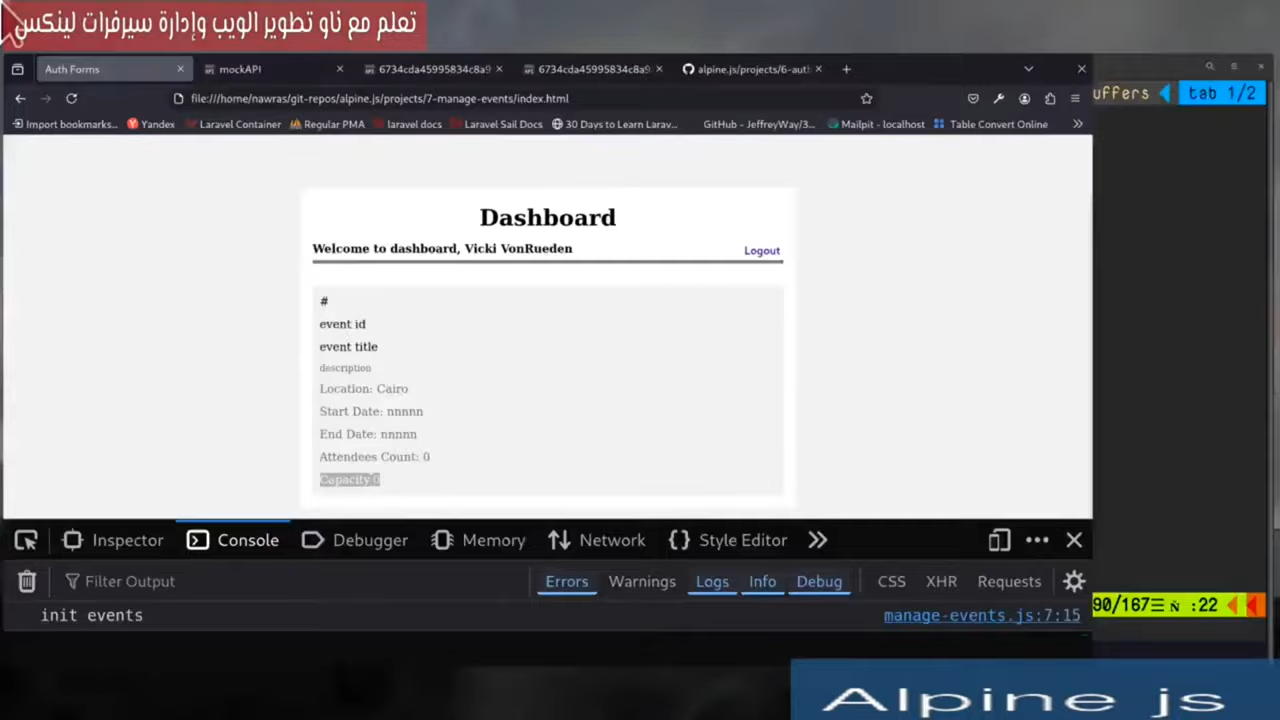 تعلم مع ناو تطوير الويب وإدارة سيرفرات لينكس
Auth Forms
mockAPI
6734cda45995834c8a9
6734cda45995834c8a9
alpine.js/projects/6-aut
uffers
tab 1/2
file:///home/nawras/git-repos/alpine.js/projects/7-manage-events/index.html
Import bookmarks...
Yandex
Laravel Container
Regular PMA
laravel docs
Laravel Sail Docs
30 Days to Learn Larav...
GitHub - JeffreyWay/3...
Mailpit - localhost
Table Convert Online
Dashboard
Welcome to dashboard, Vicki VonRueden
Logout
#
event id
event title
description
Location: Cairo
Start Date: nnnnn
End Date: nnnnn
Attendees Count: 0
Capacity 0
Inspector
Console
Debugger
Memory
Network
Style Editor
Filter Output
Errors
Warnings
Logs
Info
Debug
CSS
XHR
Requests
init events
manage-events.js:7:15
90/167
:22
Alpine js